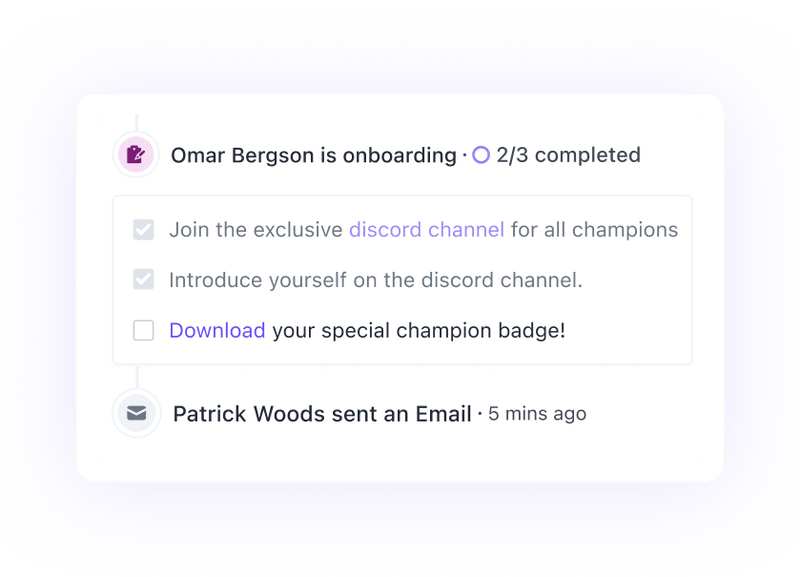 Omar Bergson is onboarding · 2/3 completed
Join the exclusive discord channel for all champions
Introduce yourself on the discord channel.
Download your special champion badge!
Patrick Woods sent an Email · 5 mins ago